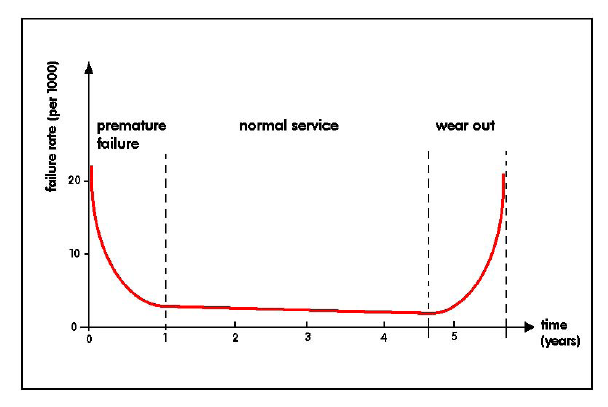 failure rate (per 1000)
premature
failure
normal service
wear out
20
10
0
0
1
2
3
4
5
time
(years)